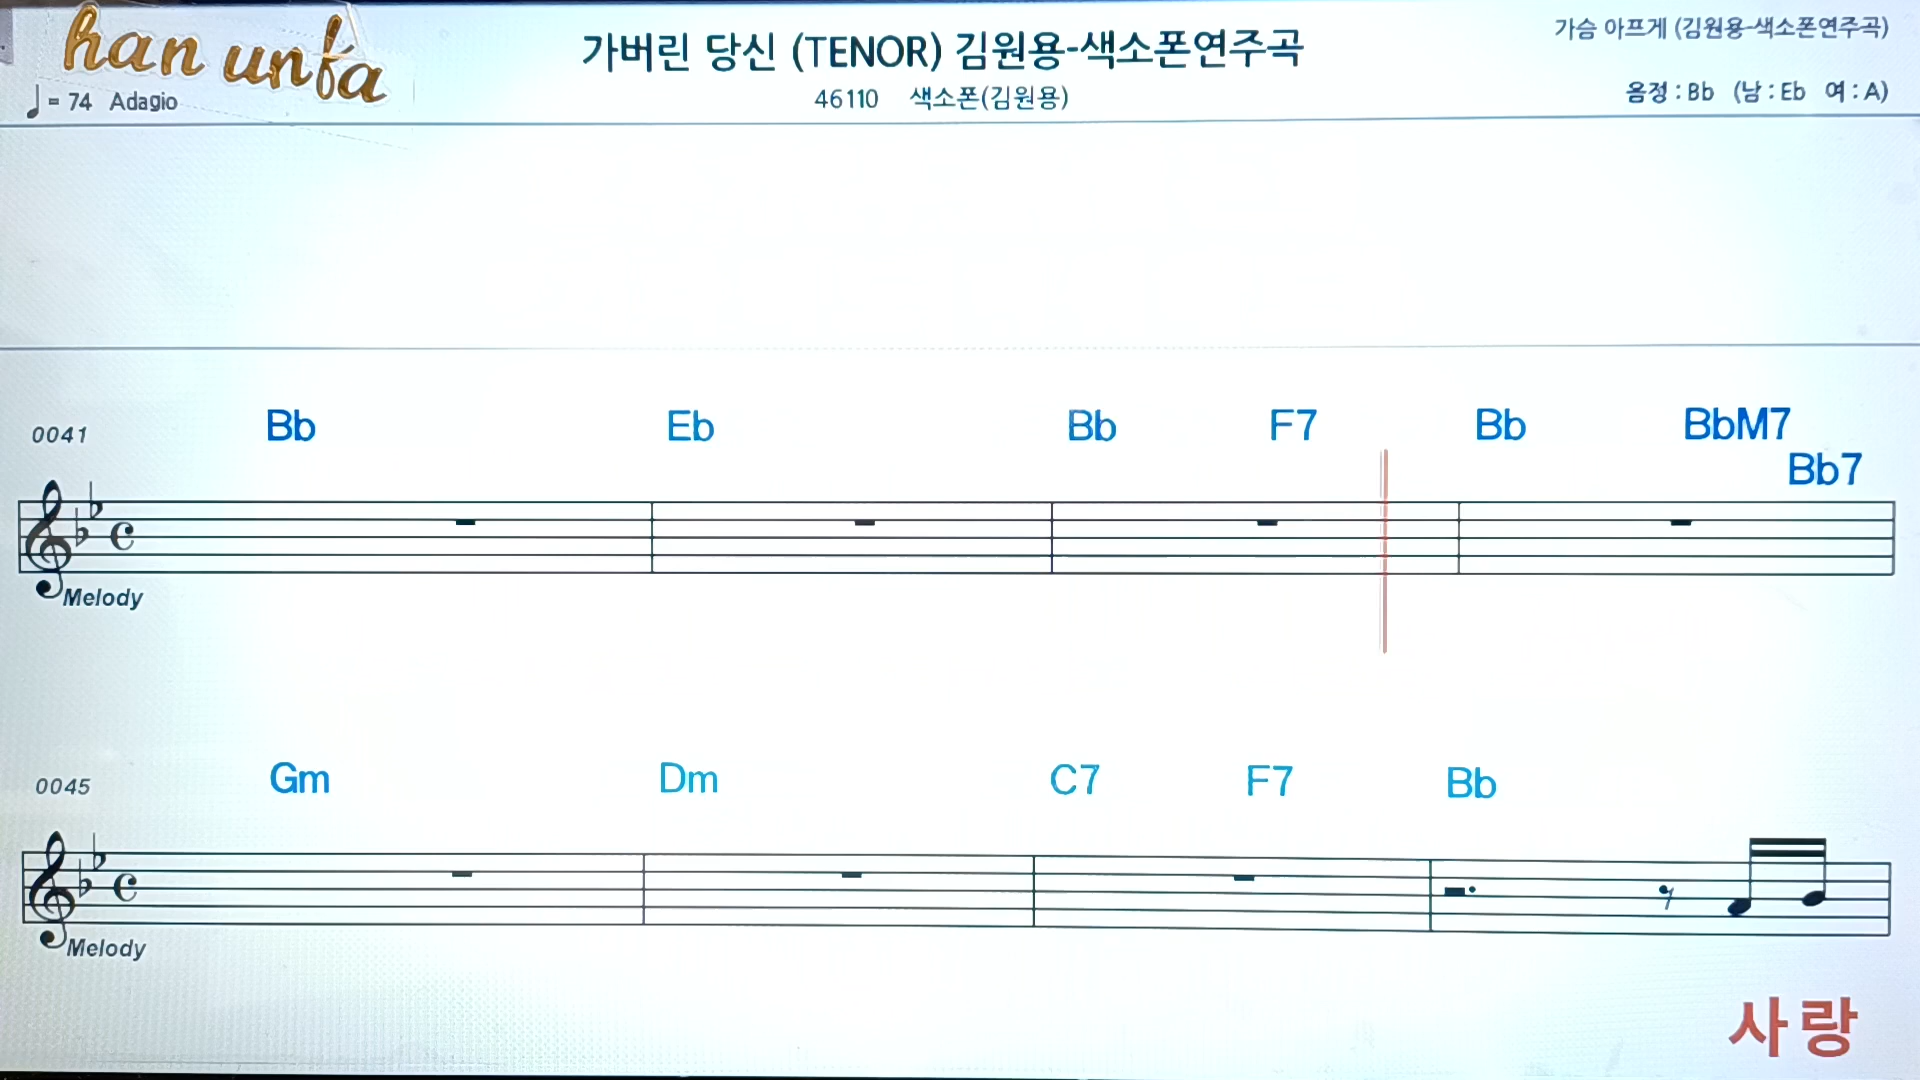 han unfa
가버린 당신 (TENOR) 김원용-색소폰연주곡
가슴 아프게 (김원용-색소폰연주곡)
♩= 74 Adagio
46110 색소폰(김원용)
음정 : Bb (남 : Eb 여 : A)
0041 Bb Eb Bb F7 Bb BbM7
Bb7
Melody
0045 Gm Dm C7 F7 Bb
Melody
사랑